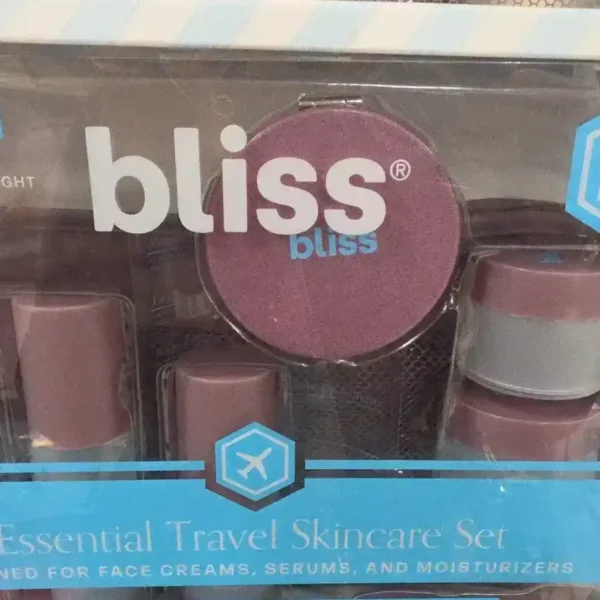 GHT
bliss®
bliss
Essential Travel Skincare Set
NED FOR FACE CREAMS, SERUMS, AND MOISTURIZERS